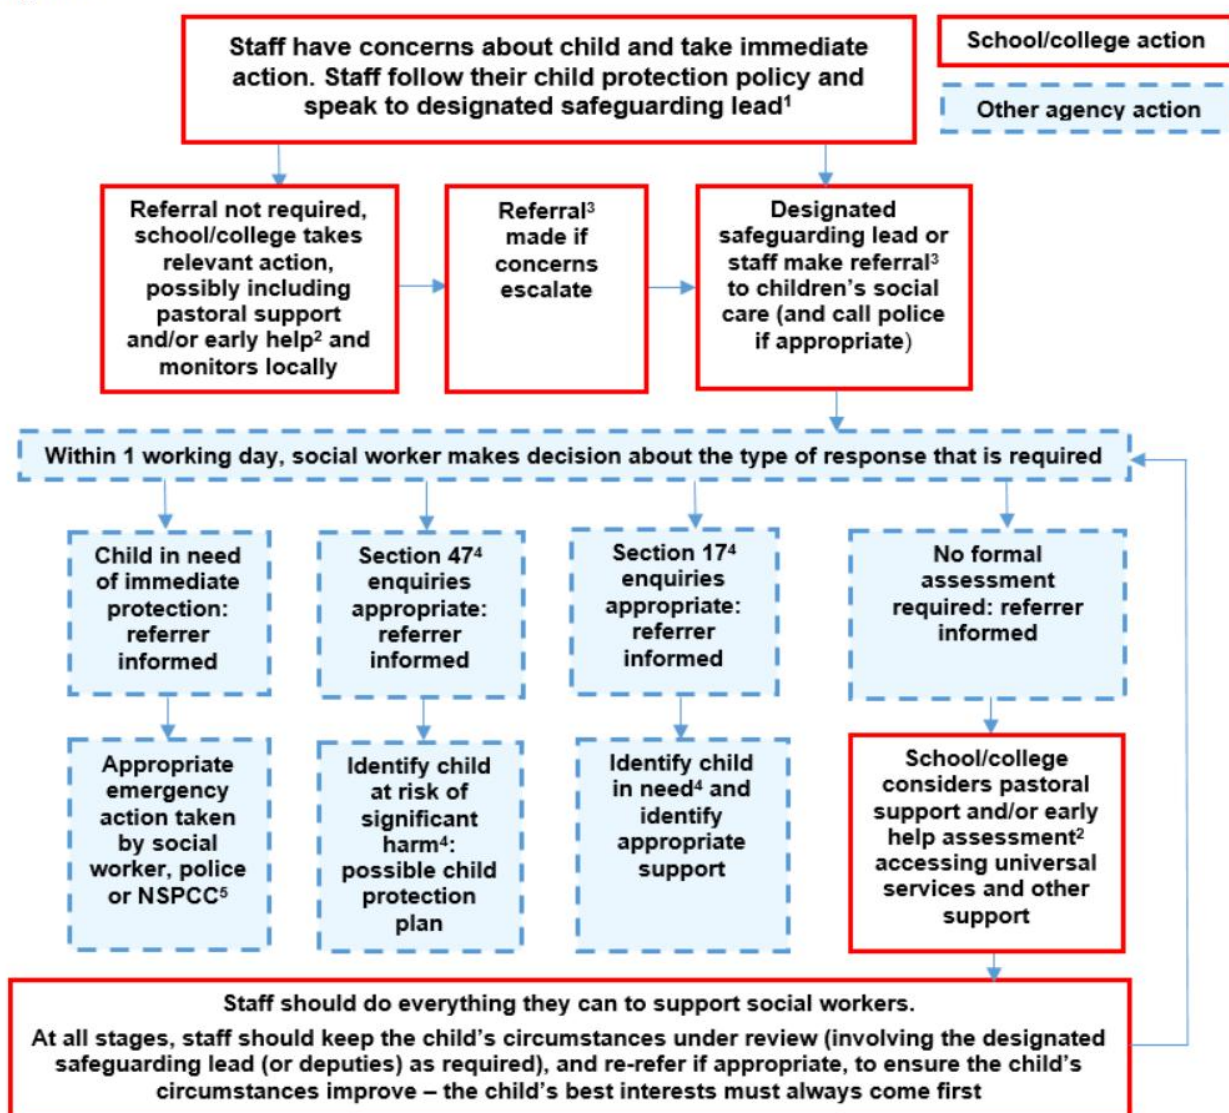 Staff have concerns about child and take immediate
action. Staff follow their child protection policy and
speak to designated safeguarding lead¹
School/college action
Other agency action
Referral not required,
school/college takes
relevant action,
possibly including
pastoral support
and/or early help² and
monitors locally
Referral³
made if
concerns
escalate
Designated
safeguarding lead or
staff make referral³
to children's social
care (and call police
if appropriate)
Within 1 working day, social worker makes decision about the type of response that is required
Child in need
of immediate
protection:
referrer
informed
Section 47⁴
enquiries
appropriate:
referrer
informed
Section 17⁴
enquiries
appropriate:
referrer
informed
No formal
assessment
required: referrer
informed
Appropriate
emergency
action taken
by social
worker, police
or NSPCC⁵
Identify child
at risk of
significant
harm⁴:
possible child
protection
plan
Identify child
in need⁴ and
identify
appropriate
support
School/college
considers pastoral
support and/or early
help assessment²
accessing universal
services and other
support
Staff should do everything they can to support social workers.
At all stages, staff should keep the child's circumstances under review (involving the designated
safeguarding lead (or deputies) as required), and re-refer if appropriate, to ensure the child's
circumstances improve – the child's best interests must always come first